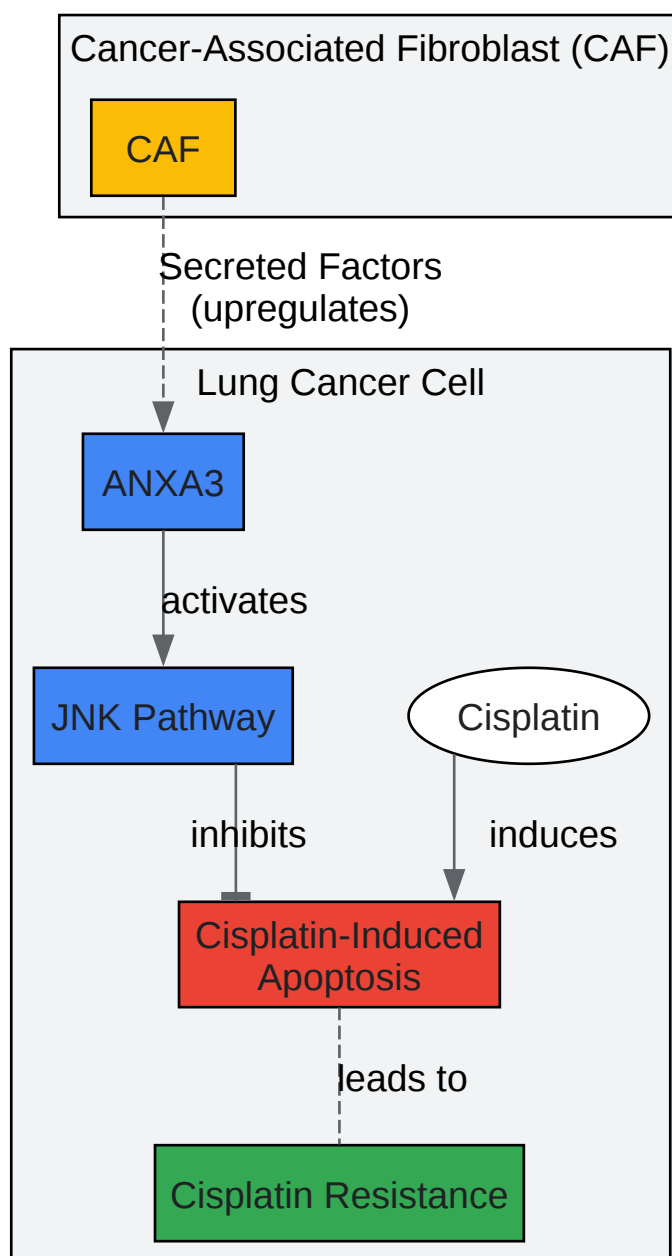 Cancer-Associated Fibroblast (CAF)
CAF
Secreted Factors
(upregulates)
Lung Cancer Cell
ANXA3
activates
JNK Pathway
Cisplatin
inhibits
induces
Cisplatin-Induced
Apoptosis
leads to
Cisplatin Resistance